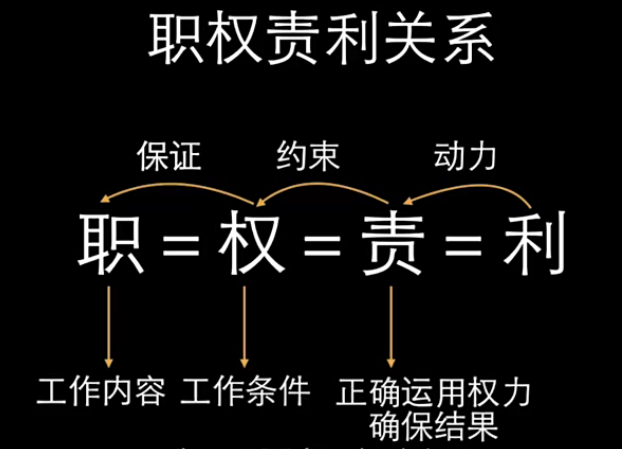 职权责利关系
保证 约束 动力
职=权=责=利
工作内容 工作条件 正确运用权力
确保结果